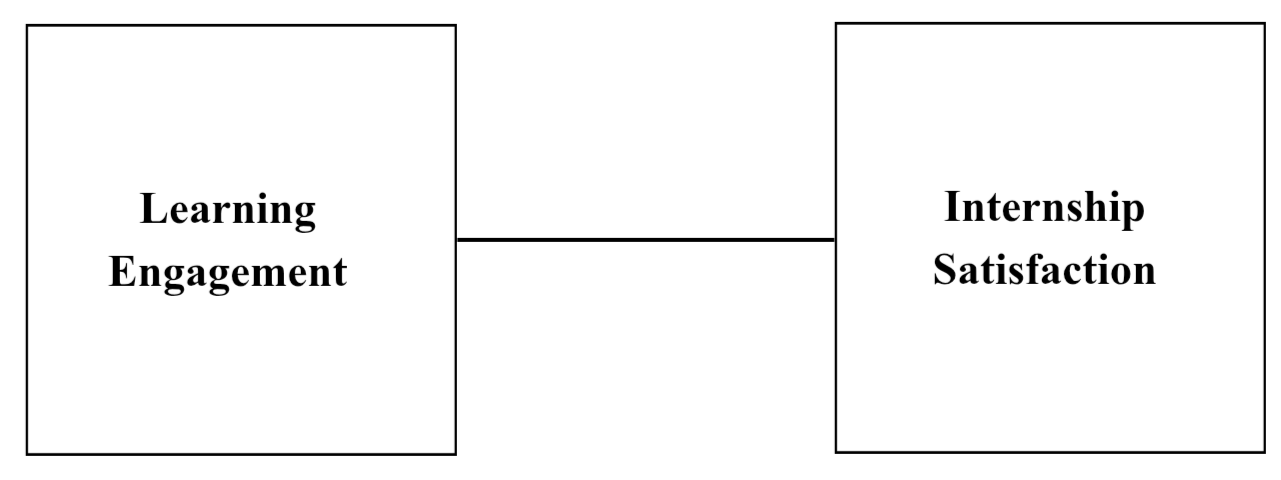 Learning
Engagement
Internship
Satisfaction